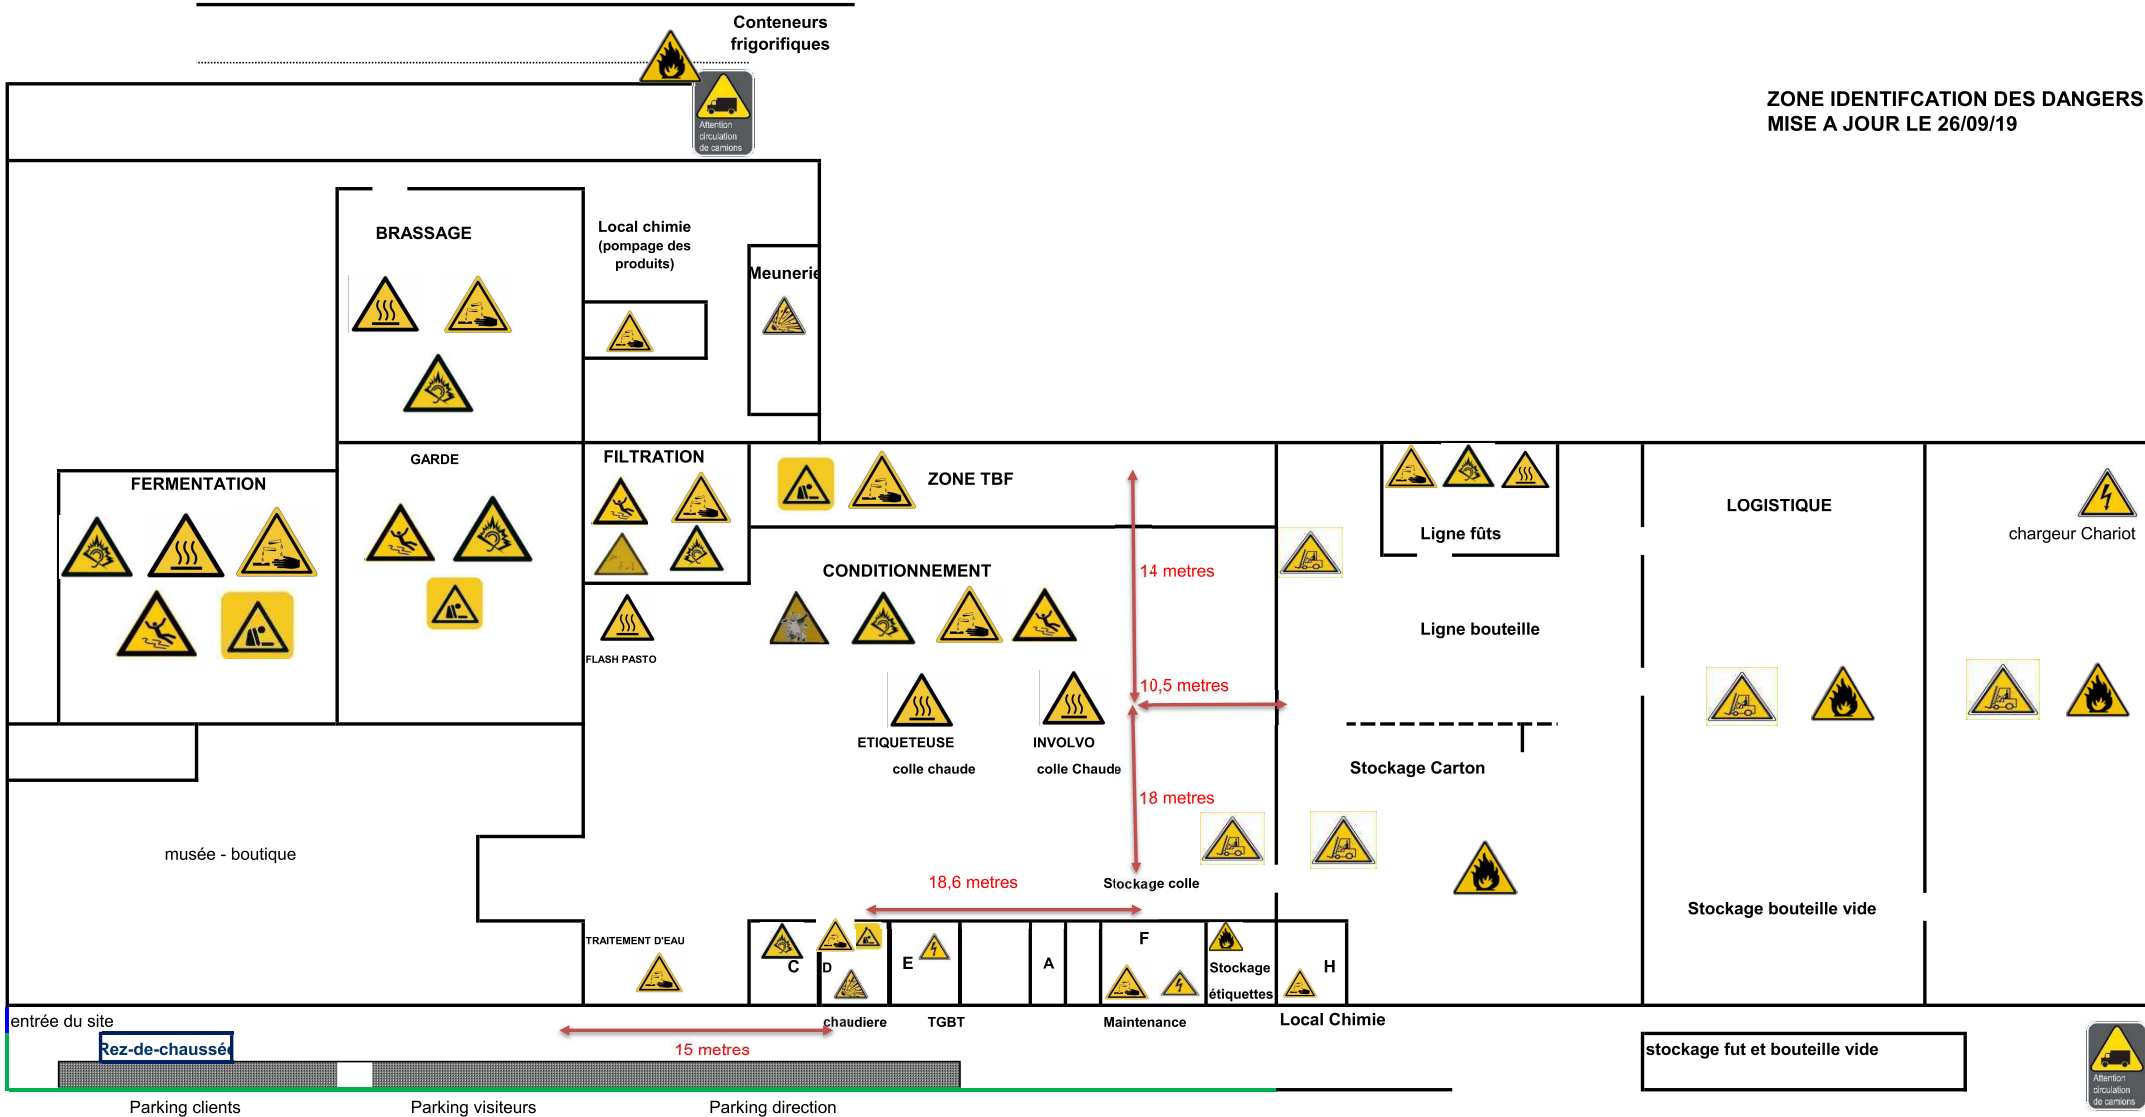 Conteneurs
frigorifiques
Attention
circulation
de camions
ZONE IDENTIFCATION DES DANGERS
MISE A JOUR LE 26/09/19
BRASSAGE
Local chimie
(pompage des
produits)
Meunerie
FERMENTATION
GARDE
FILTRATION
ZONE TBF
Ligne fûts
LOGISTIQUE
chargeur Chariot
CONDITIONNEMENT
14 metres
Ligne bouteille
FLASH PASTO
10,5 metres
ETIQUETEUSE
colle chaude
INVOLVO
colle Chaude
Stockage Carton
18 metres
musée - boutique
18,6 metres
Stockage colle
Stockage bouteille vide
TRAITEMENT D'EAU
C
D
E
A
F
Stockage
étiquettes
H
entrée du site
chaudiere
TGBT
Maintenance
Local Chimie
Rez-de-chaussée
15 metres
stockage fut et bouteille vide
Attention
circulation
de camions
Parking clients
Parking visiteurs
Parking direction